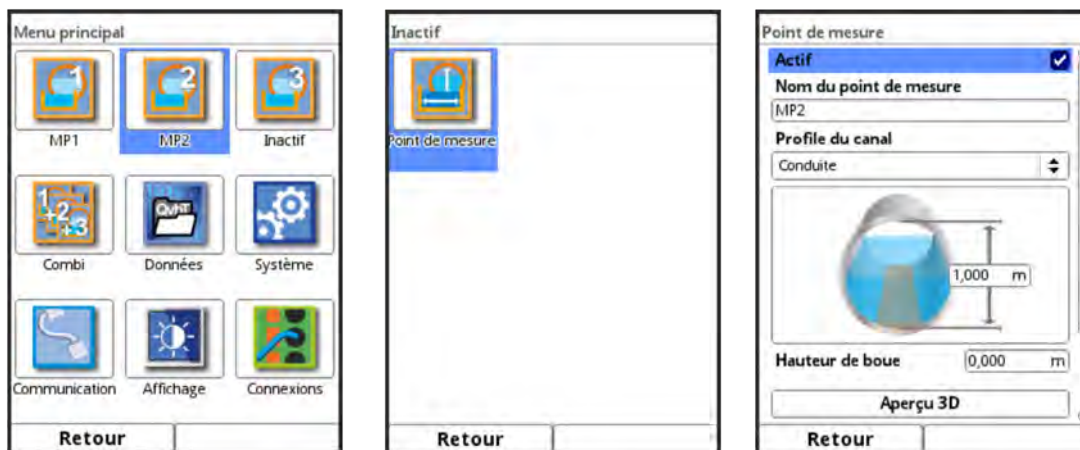 Menu principal
1
2
3
MP1
MP2
Inactif
1
+2
+3
Combi
Données
Système
Communication
Affichage
Connexions
Retour
Inactif
Point de mesure
Retour
Point de mesure
Actif
Nom du point de mesure
MP2
Profile du canal
Conduite
1,000 m
Hauteur de boue 0,000 m
Aperçu 3D
Retour